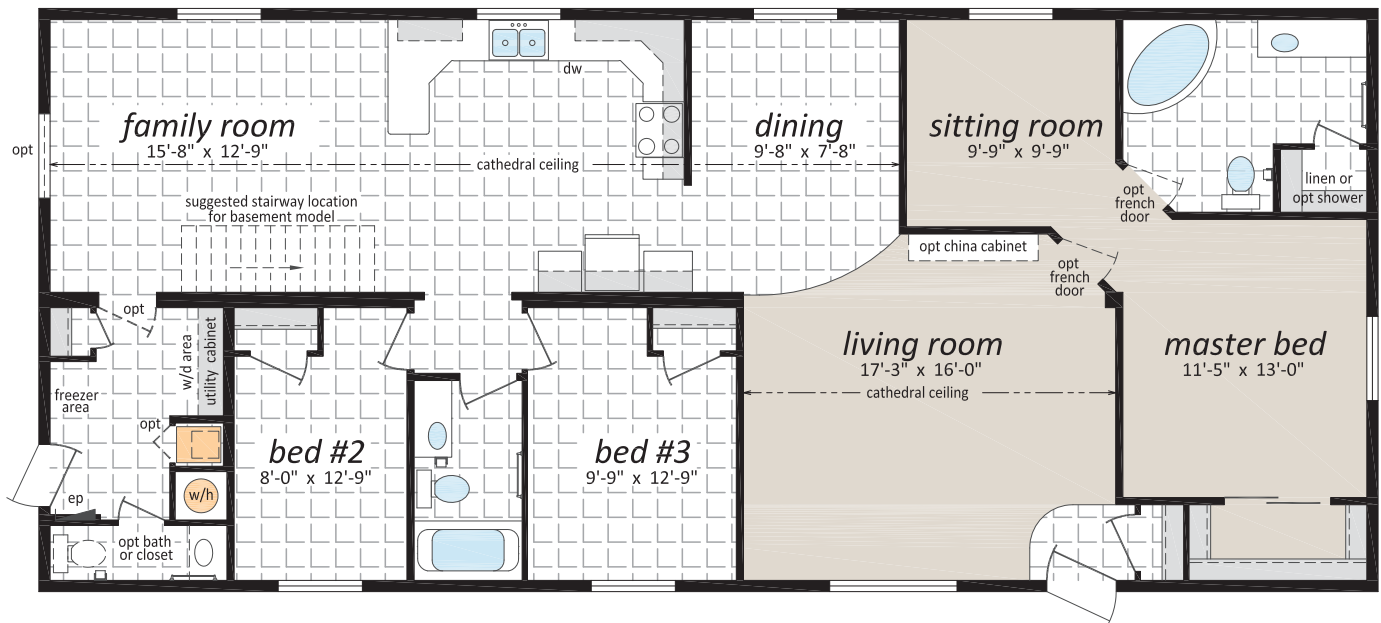 dw
family room
15'-8" x 12'-9"
dining
9'-8" x 7'-8"
sitting room
9'-9" x 9'-9"
opt
cathedral ceiling
linen or
opt shower
opt
french
door
suggested stairway location
for basement model
opt china cabinet
opt
french
door
opt
w/d area
utility cabinet
living room
17'-3" x 16'-0"
cathedral ceiling
master bed
11'-5" x 13'-0"
freezer
area
opt
bed #2
8'-0" x 12'-9"
bed #3
9'-9" x 12'-9"
w/h
ep
opt bath
or closet